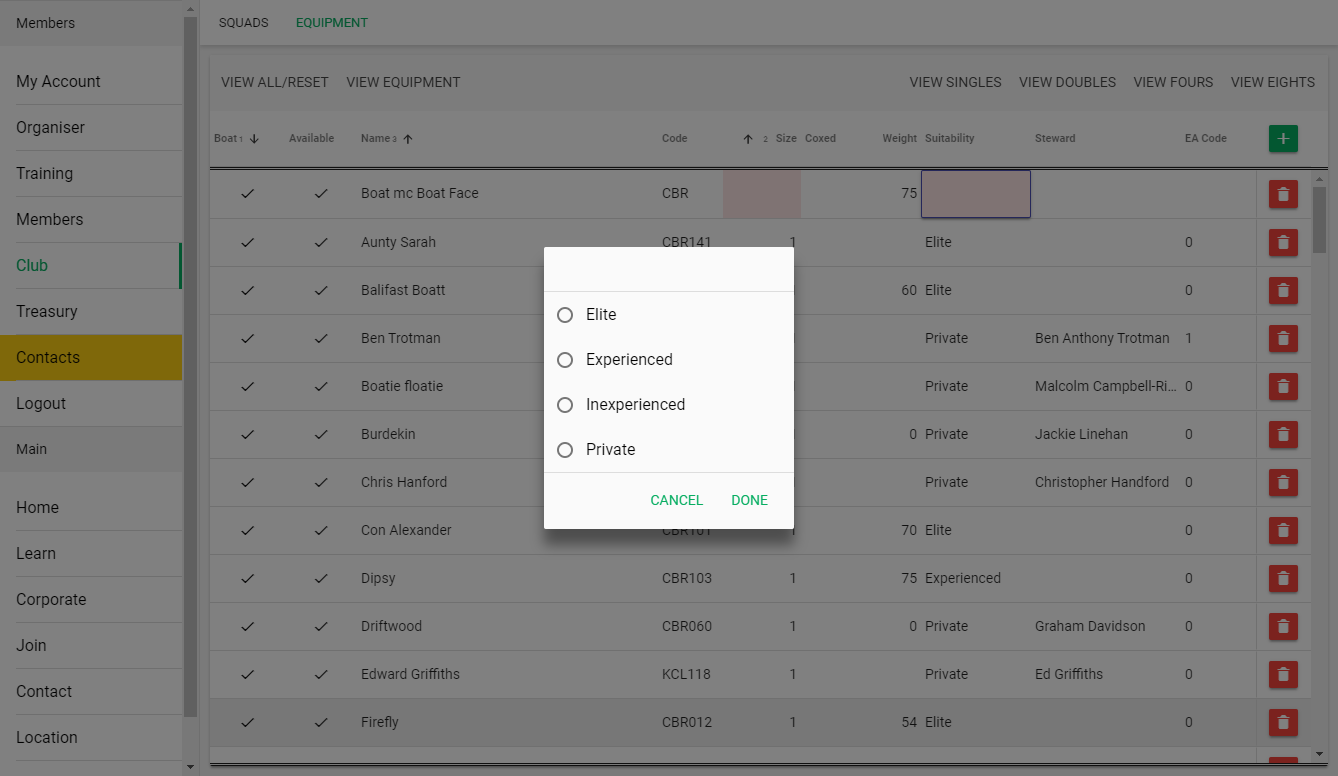 Members
My Account
Organiser
Training
Members
Club
Treasury
Contacts
Logout
Main
Home
Learn
Corporate
Join
Contact
Location
SQUADS EQUIPMENT
VIEW ALL/RESET VIEW EQUIPMENT VIEW SINGLES VIEW DOUBLES VIEW FOURS VIEW EIGHTS
Boat 1 Available Name 3 Code 2 Size Coxed Weight Suitability Steward EA Code
Boat mc Boat Face CBR 75
Aunty Sarah CBR141 1 Elite 0
Balifast Boatt 60 Elite 0
Ben Trotman Private Ben Anthony Trotman 1
Boatie floatie Private Malcolm Campbell-Ri... 0
Burdekin 0 Private Jackie Linehan 0
Chris Hanford Private Christopher Handford 0
Con Alexander CBR101 1 70 Elite 0
Dipsy CBR103 1 75 Experienced 0
Driftwood CBR060 1 0 Private Graham Davidson 0
Edward Griffiths KCL118 1 Private Ed Griffiths 0
Firefly CBR012 1 54 Elite 0
Elite
Experienced
Inexperienced
Private
CANCEL DONE